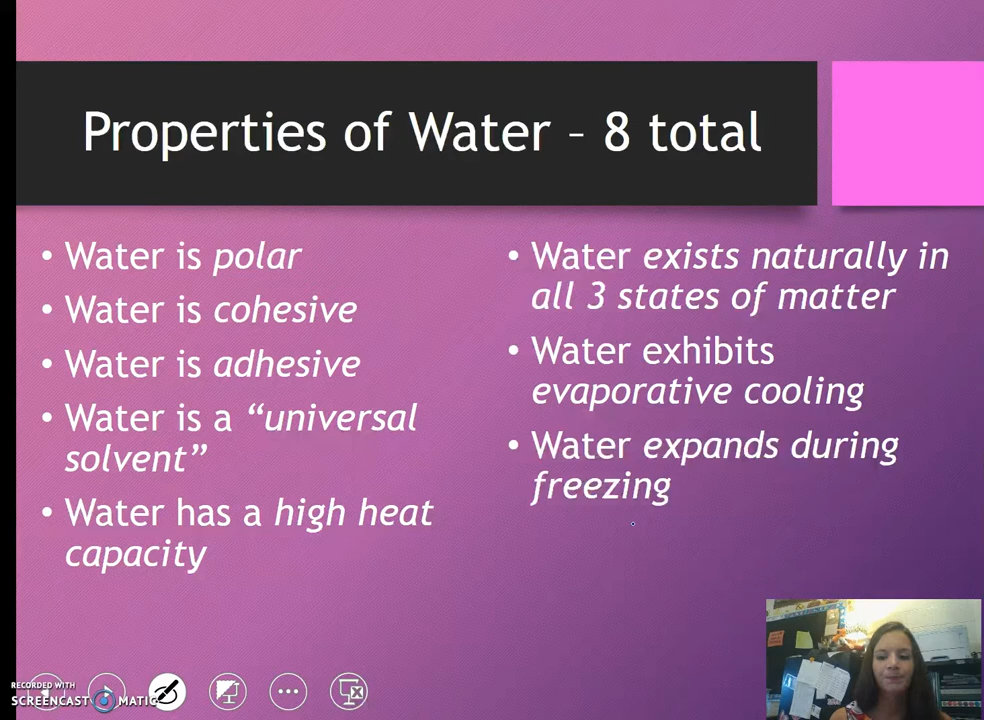 Properties of Water – 8 total
• Water is polar
• Water is cohesive
• Water is adhesive
• Water is a “universal
solvent”
• Water has a high heat
capacity
• Water exists naturally in
all 3 states of matter
• Water exhibits
evaporative cooling
• Water expands during
freezing
RECORDED WITH
SCREENCAST MATIC